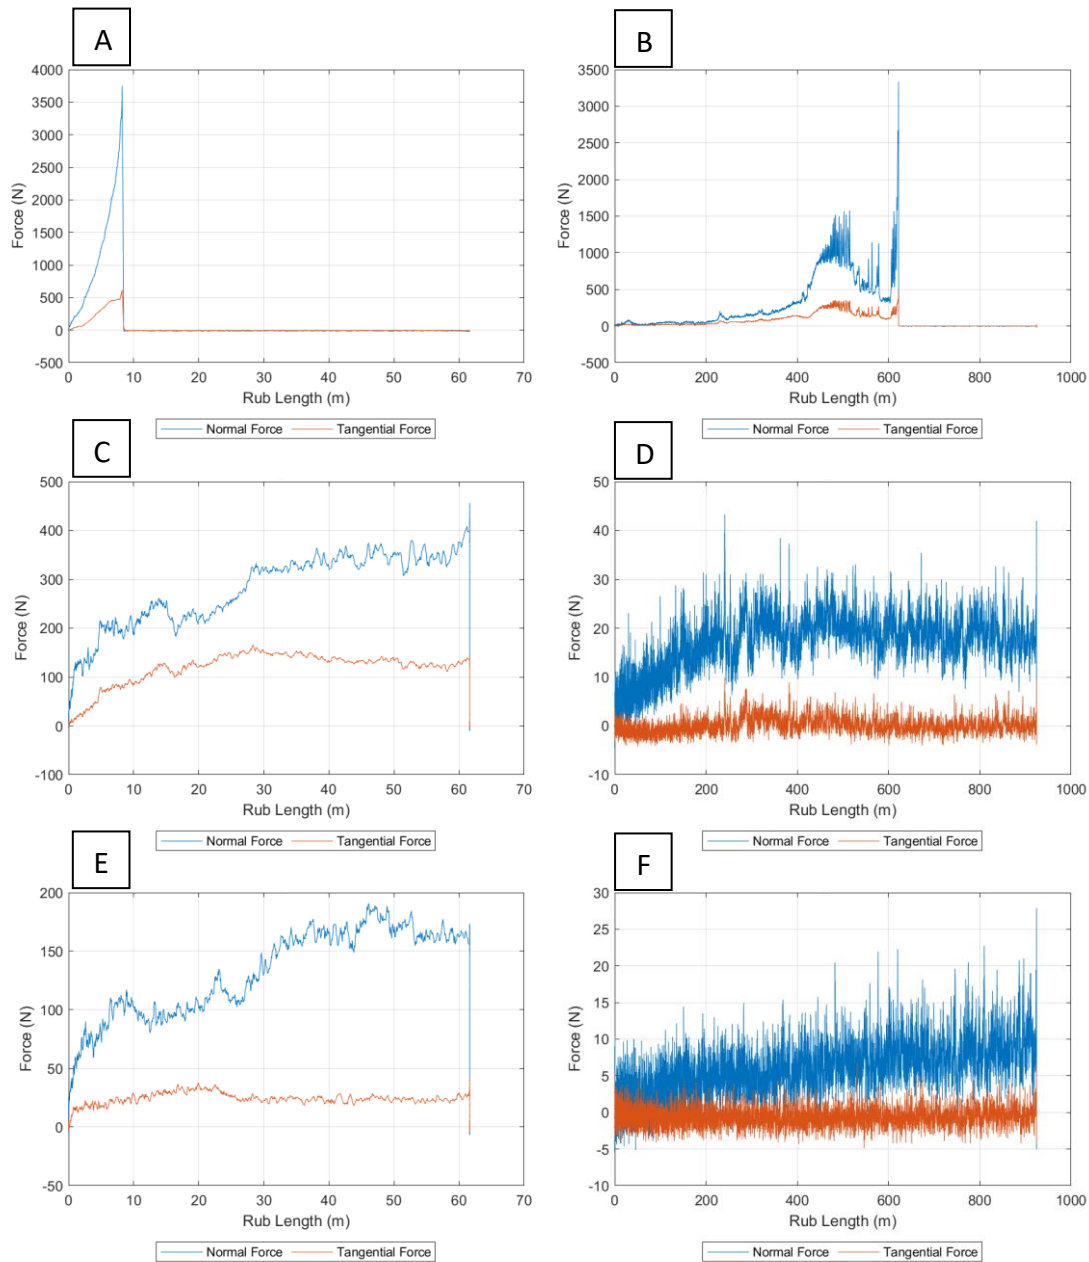 A
B
4000
3500
3000
2500
2000
1500
1000
500
0
-500
Force (N)
0 10 20 30 40 50 60 70
Rub Length (m)
Normal Force Tangential Force
3500
3000
2500
2000
1500
1000
500
0
-500
Force (N)
0 200 400 600 800 1000
Rub Length (m)
Normal Force Tangential Force
C
D
500
400
300
200
100
0
-100
Force (N)
0 10 20 30 40 50 60 70
Rub Length (m)
Normal Force Tangential Force
50
40
30
20
10
0
-10
Force (N)
0 200 400 600 800 1000
Rub Length (m)
Normal Force Tangential Force
E
F
200
150
100
50
0
-50
Force (N)
0 10 20 30 40 50 60 70
Rub Length (m)
Normal Force Tangential Force
30
25
20
15
10
5
0
-5
-10
Force (N)
0 200 400 600 800 1000
Rub Length (m)
Normal Force Tangential Force